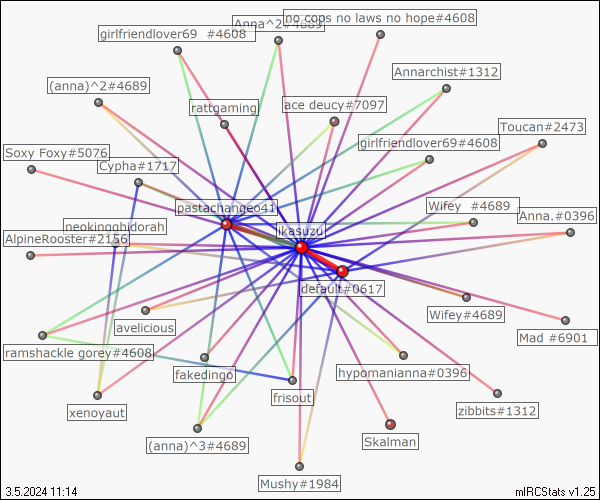 no cops no laws no hope#4608
Anna^2#4689
girlfriendlover69 #4608
Annarchist#1312
(anna)^2#4689
rattgaming
ace deucy#7097
Toucan#2473
girlfriendlover69#4608
Soxy Foxy#5076
Cypha#1717
pastachangeo41
Wifey #4689
Anna.#0396
neokingghidorah
ikasuzu
AlpineRooster#2156
default#0617
Wifey#4689
avelicious
Mad #6901
ramshackle gorey#4608
fakedingo
hypomanianna#0396
frisout
xenoyaut
zibbits#1312
(anna)^3#4689
Skalman
Mushy#1984
3.5.2024 11:14
mIRCStats v1.25